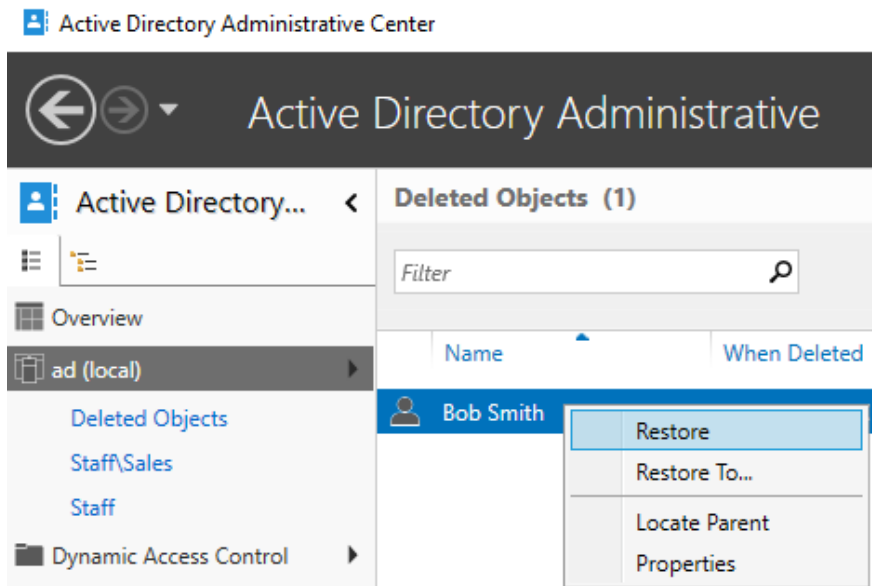 Active Directory Administrative Center
Active Directory Administrative
Active Directory...
Deleted Objects (1)
Filter
Overview
ad (local)
Deleted Objects
Staff\Sales
Staff
Dynamic Access Control
Name
When Deleted
Bob Smith
Restore
Restore To...
Locate Parent
Properties